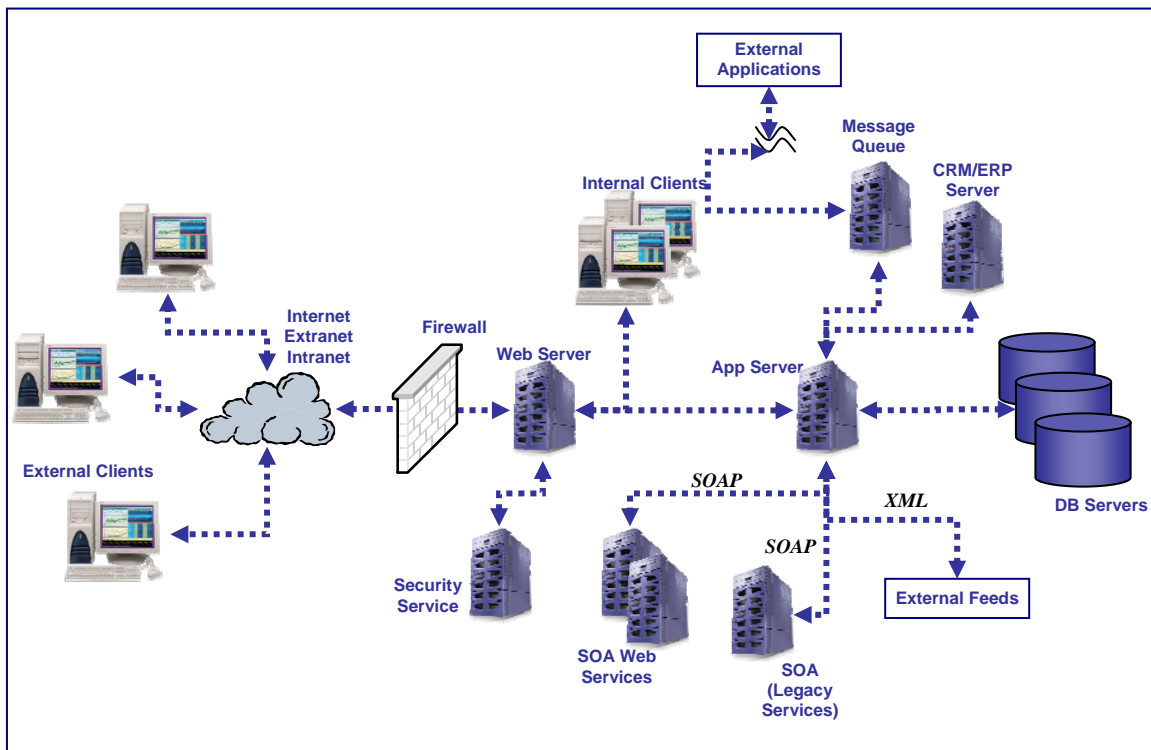 External
Applications
Message
Queue
CRM/ERP
Server
Internal Clients
Internet
Extranet
Intranet
Firewall
Web Server
App Server
External Clients
SOAP
XML
DB Servers
SOAP
Security
Service
External Feeds
SOA Web
Services
SOA
(Legacy
Services)